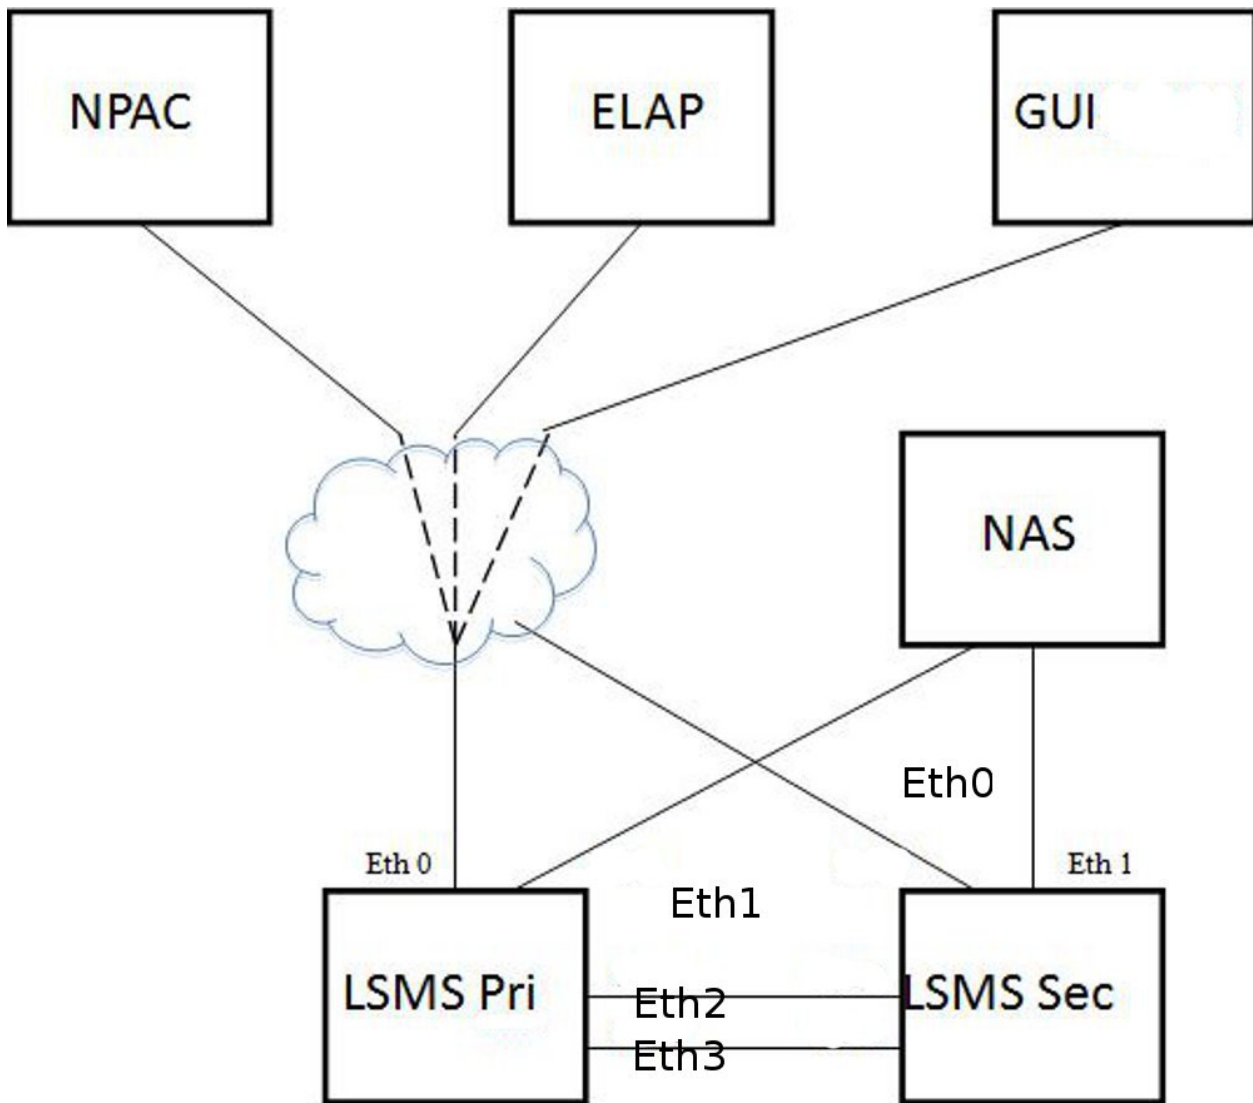 NPAC
ELAP
GUI
NAS
Eth0
Eth 0
Eth 1
Eth1
LSMS Pri
Eth2
LSMS Sec
Eth3